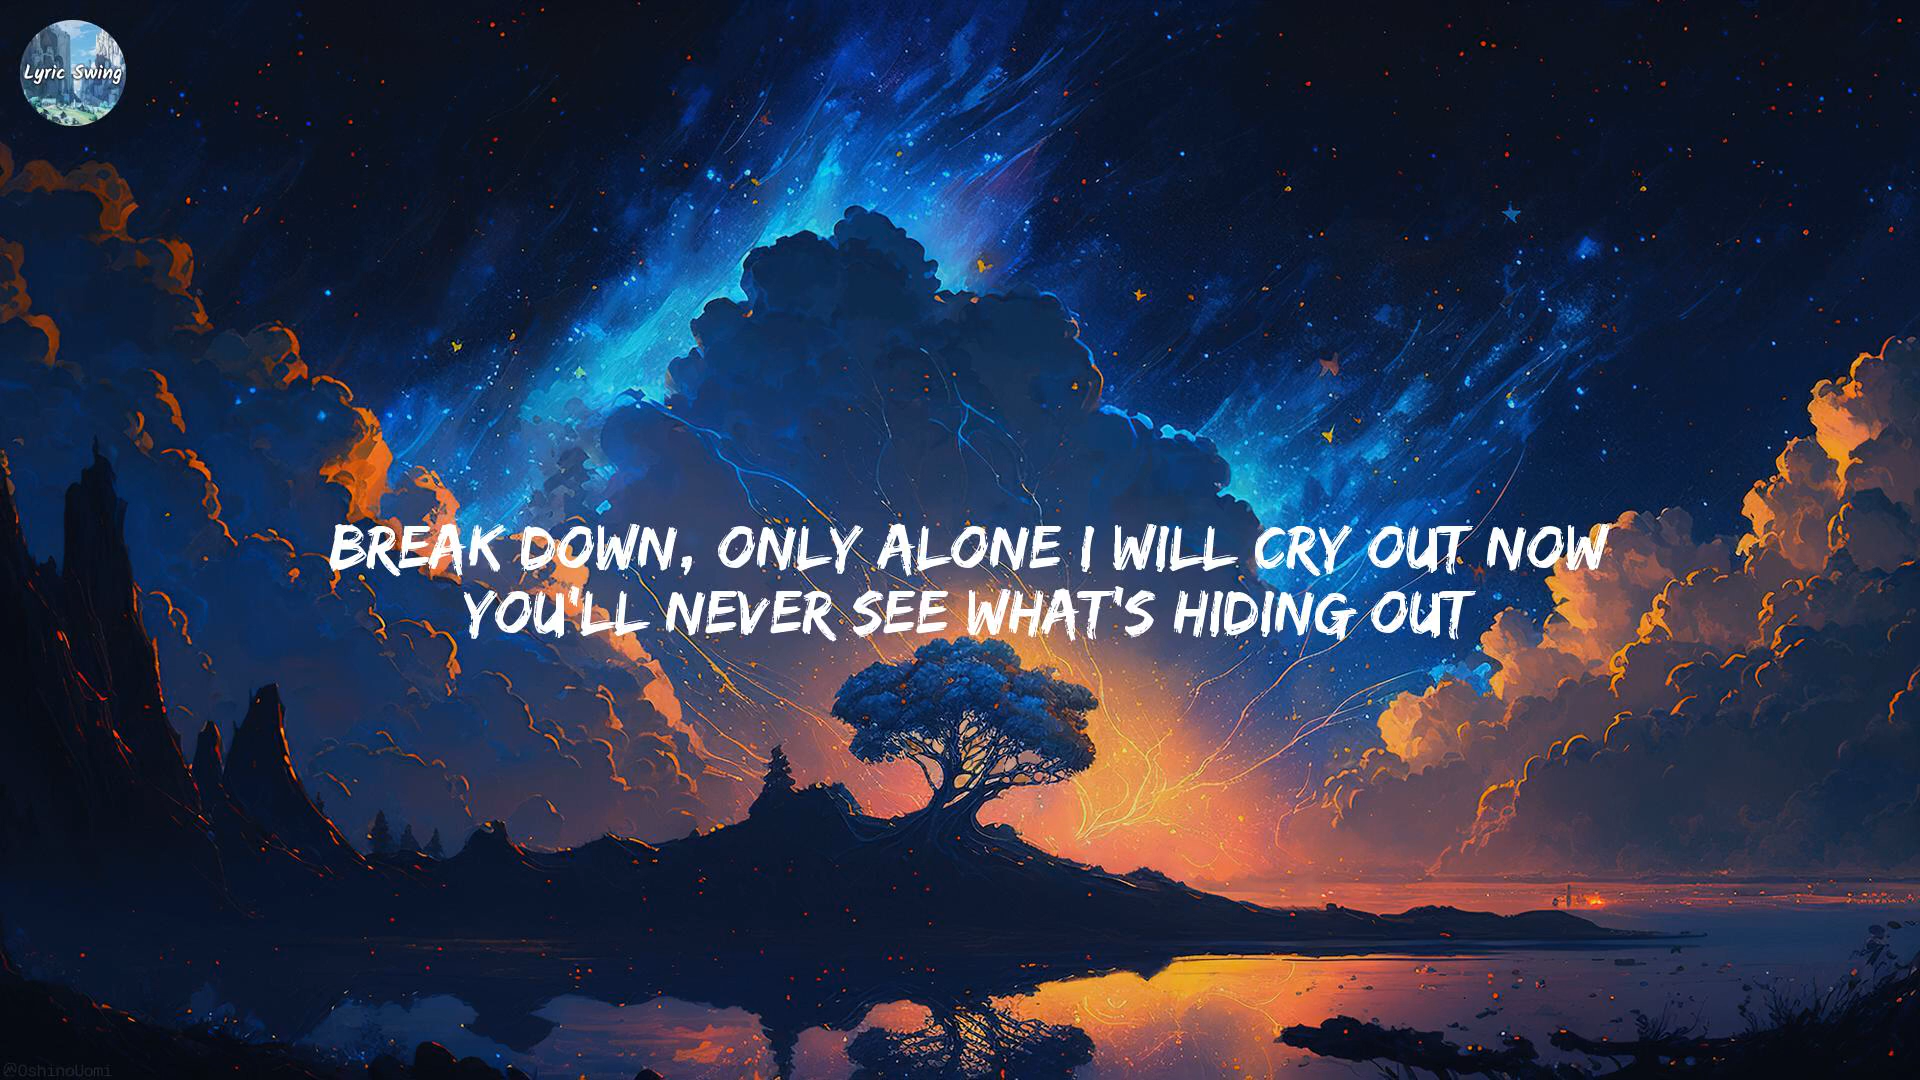 Lyric Swing
BREAK DOWN, ONLY ALONE I WILL CRY OUT NOW
YOU'LL NEVER SEE WHAT'S HIDING OUT
@OshinoUomi